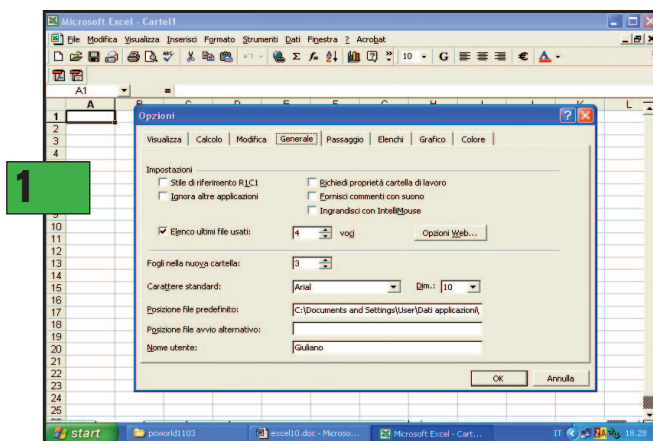 Microsoft Excel - Cartel1
File Modifica Visualizza Inserisci Formato Strumenti Dati Finestra ? Acrobat
10 G € A
A1 =
A B C D E F G H I J K L
1
2
3
4
1
9
10
11
12
13
14
15
16
17
18
19
20
21
22
23
24
25
Opzioni
Visualizza Calcolo Modifica Generale Passaggio Elenchi Grafico Colore
Impostazioni
Stile di riferimento R1C1 Richiedi proprietà cartella di lavoro
Ignora altre applicazioni Fornisci commenti con suono
Ingrandisci con IntelliMouse
Elenco ultimi file usati: 4 voci Opzioni Web...
Fogli nella nuova cartella: 3
Carattere standard: Arial Dim.: 10
Posizione file predefinito: C:\Documents and Settings\User\Dati applicazioni\
Posizione file avvio alternativo:
Nome utente: Giuliano
OK Annulla
start pcworld1103 excel10.doc - Microso... Microsoft Excel - Cart... IT 18.28